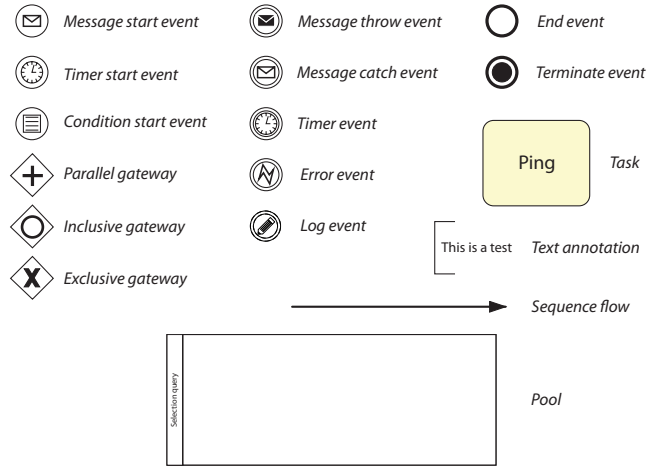 Message start event
Message throw event
End event
Timer start event
Message catch event
Terminate event
Condition start event
Timer event
Parallel gateway
Error event
Ping
Task
Inclusive gateway
Log event
This is a test
Text annotation
X
Exclusive gateway
Sequence flow
Selection query
Pool